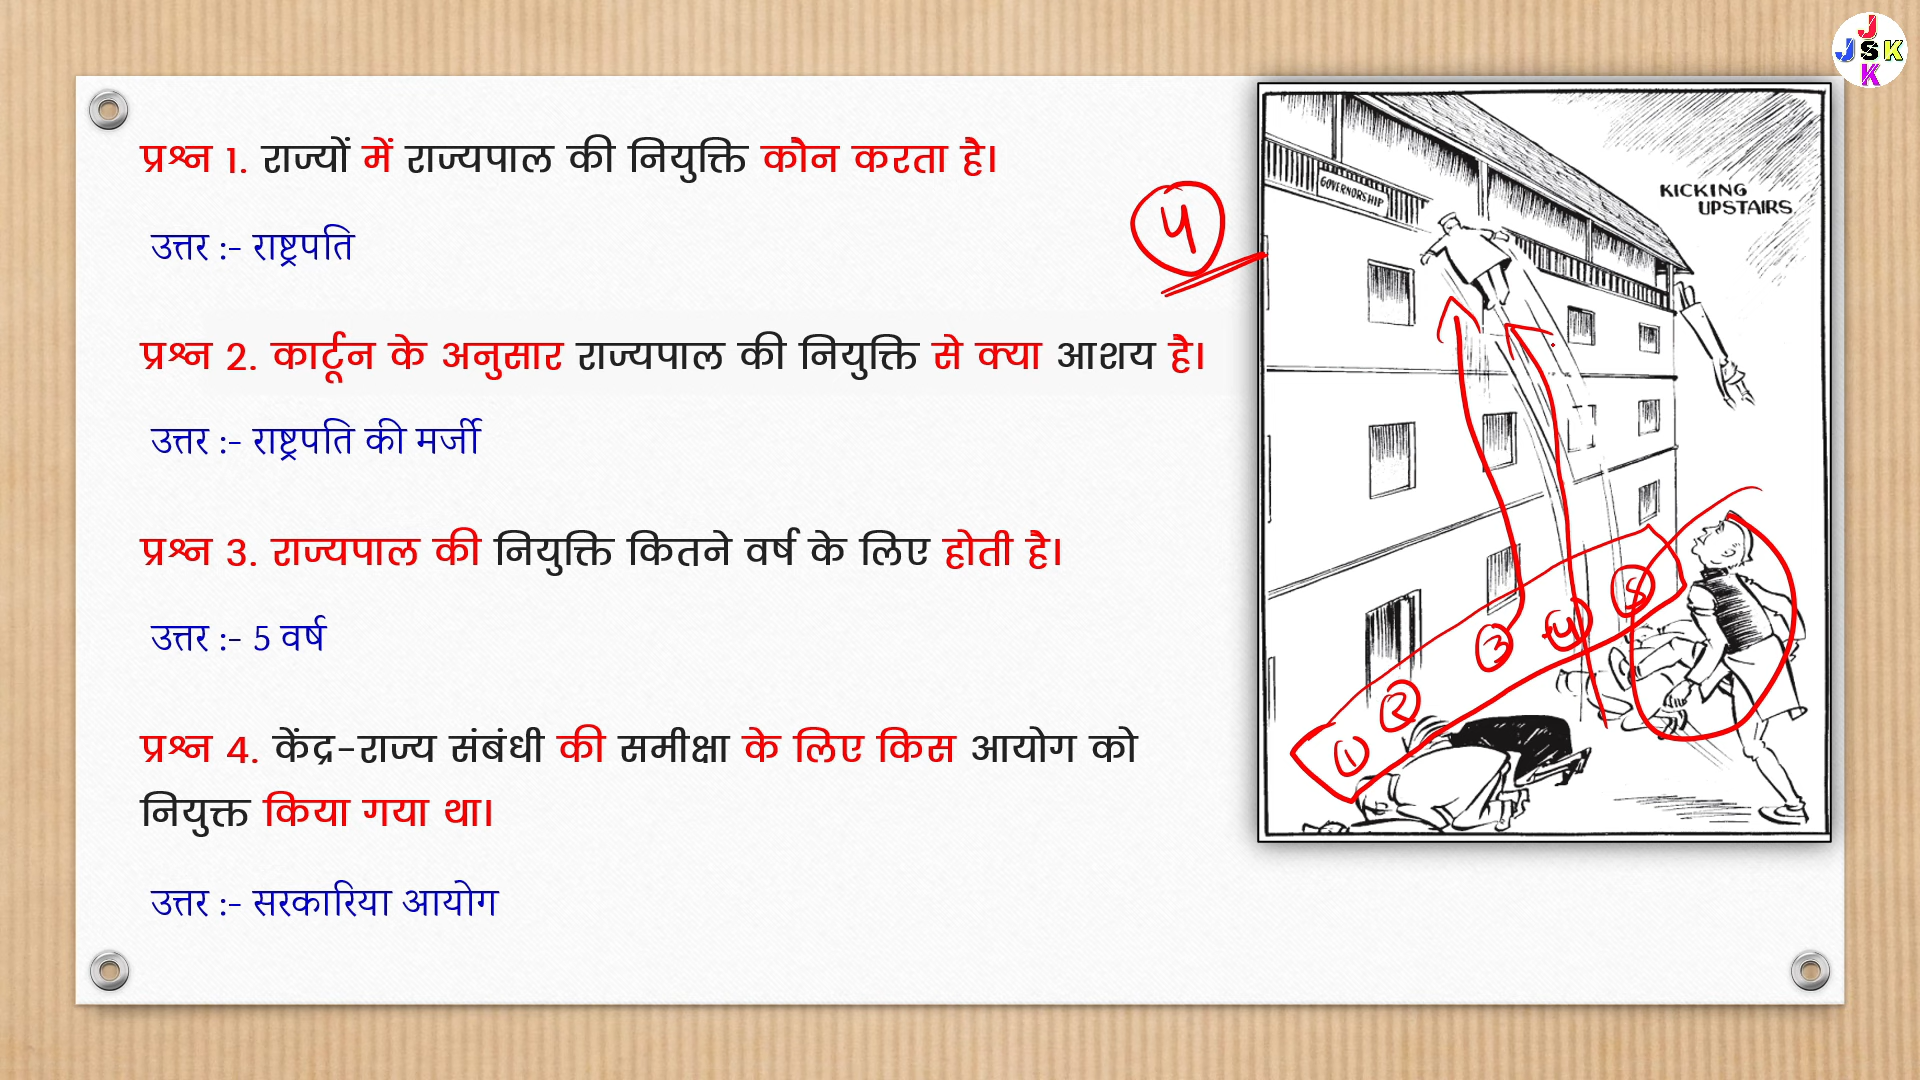 J
J S K
K
प्रश्न 1. राज्यों में राज्यपाल की नियुक्ति कौन करता है।
उत्तर :- राष्ट्रपति
प्रश्न 2. कार्टून के अनुसार राज्यपाल की नियुक्ति से क्या आशय है।
उत्तर :- राष्ट्रपति की मर्जी
प्रश्न 3. राज्यपाल की नियुक्ति कितने वर्ष के लिए होती है।
उत्तर :- 5 वर्ष
प्रश्न 4. केंद्र-राज्य संबंधी की समीक्षा के लिए किस आयोग को
नियुक्त किया गया था।
उत्तर :- सरकारिया आयोग
GOVERNORSHIP
KICKING
UPSTAIRS
4
1 2 3 4 5